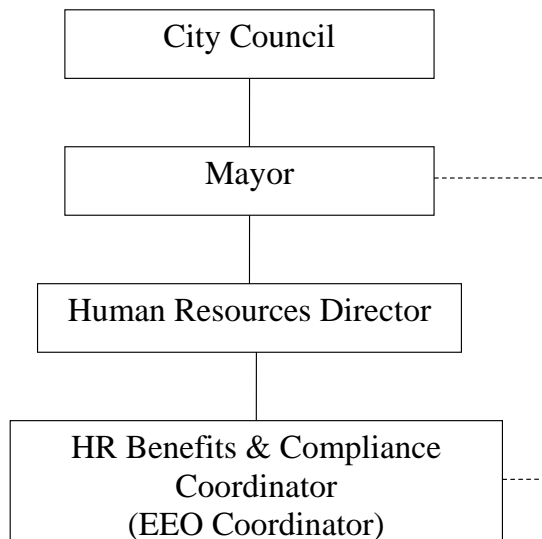 City Council
Mayor
Human Resources Director
HR Benefits & Compliance
Coordinator
(EEO Coordinator)